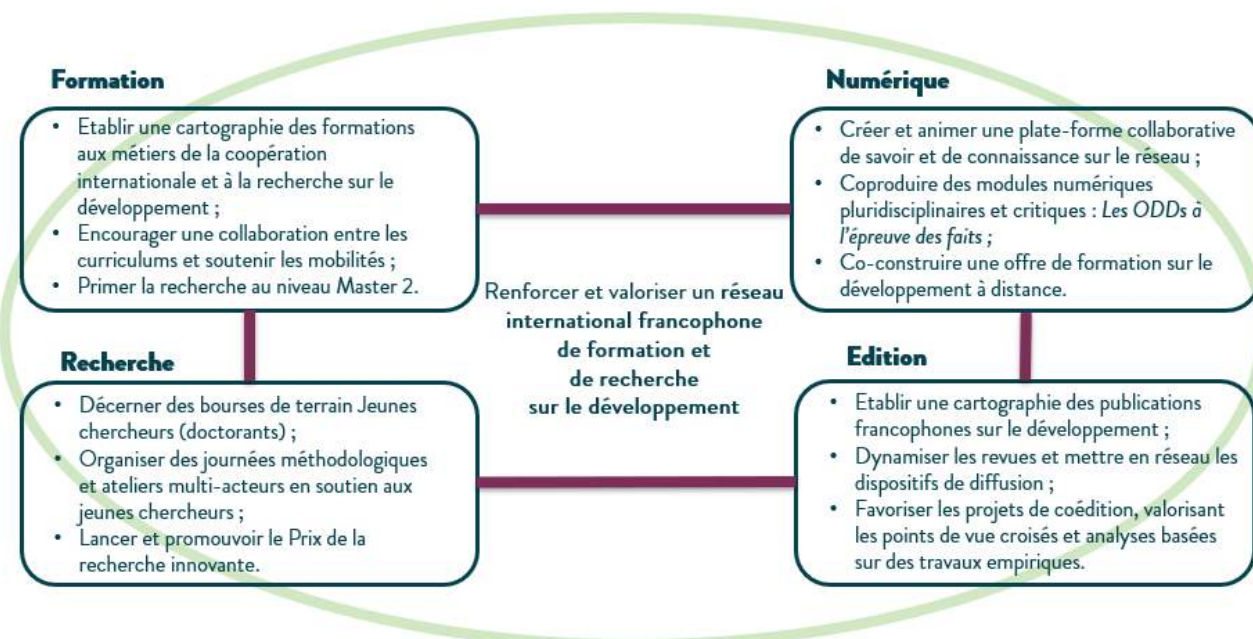 Formation
• Etablir une cartographie des formations
aux métiers de la coopération
internationale et à la recherche sur le
développement ;
• Encourager une collaboration entre les
curriculums et soutenir les mobilités ;
• Primer la recherche au niveau Master 2.
Numérique
• Créer et animer une plate-forme collaborative
de savoir et de connaissance sur le réseau ;
• Coproduire des modules numériques
pluridisciplinaires et critiques : Les ODDs à
l'épreuve des faits ;
• Co-construire une offre de formation sur le
développement à distance.
Renforcer et valoriser un réseau
international francophone
de formation et
de recherche
sur le développement
Recherche
• Décerner des bourses de terrain Jeunes
chercheurs (doctorants) ;
• Organiser des journées méthodologiques
et ateliers multi-acteurs en soutien aux
jeunes chercheurs ;
• Lancer et promouvoir le Prix de la
recherche innovante.
Edition
• Etablir une cartographie des publications
francophones sur le développement ;
• Dynamiser les revues et mettre en réseau les
dispositifs de diffusion ;
• Favoriser les projets de coédition, valorisant
les points de vue croisés et analyses basées
sur des travaux empiriques.